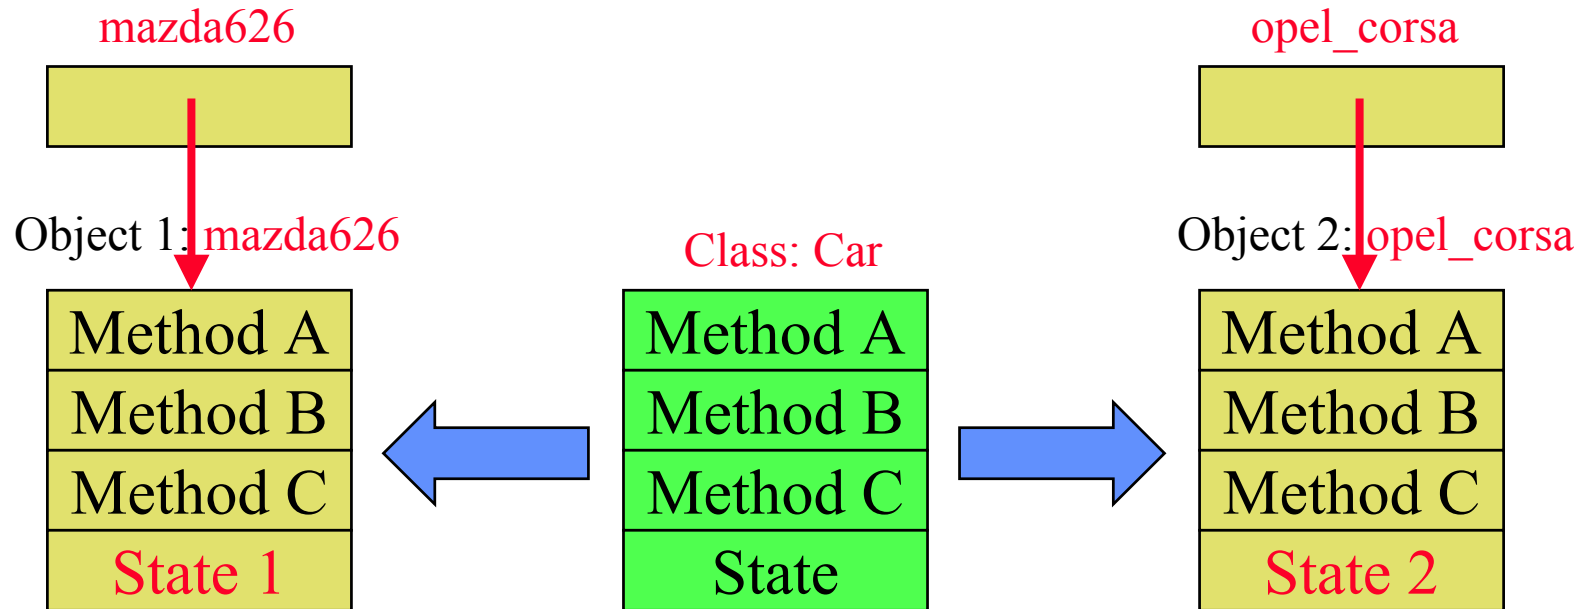 mazda626
opel_corsa
Object 1: mazda626
Class: Car
Object 2: opel_corsa
Method A
Method B
Method C
State 1
Method A
Method B
Method C
State
Method A
Method B
Method C
State 2